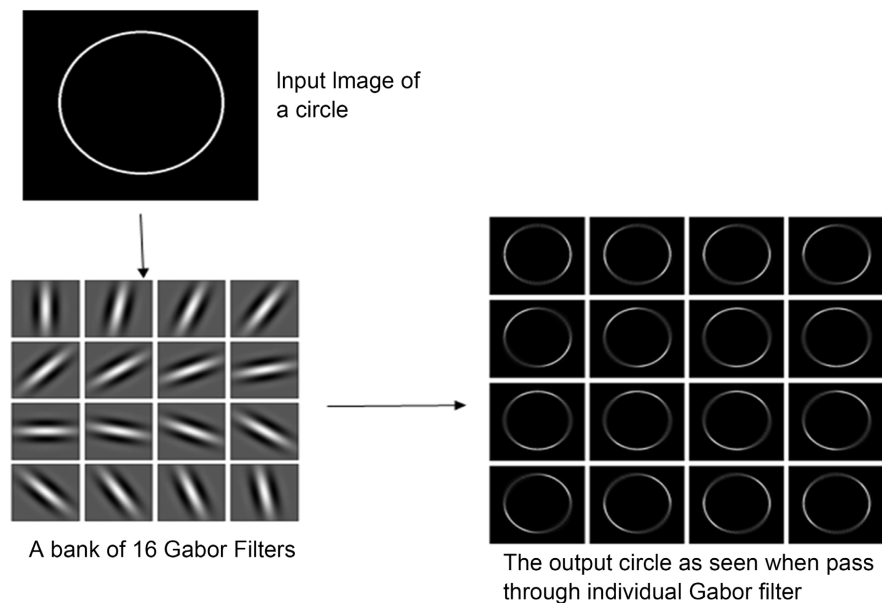 Input Image of
a circle
A bank of 16 Gabor Filters
The output circle as seen when pass
through individual Gabor filter